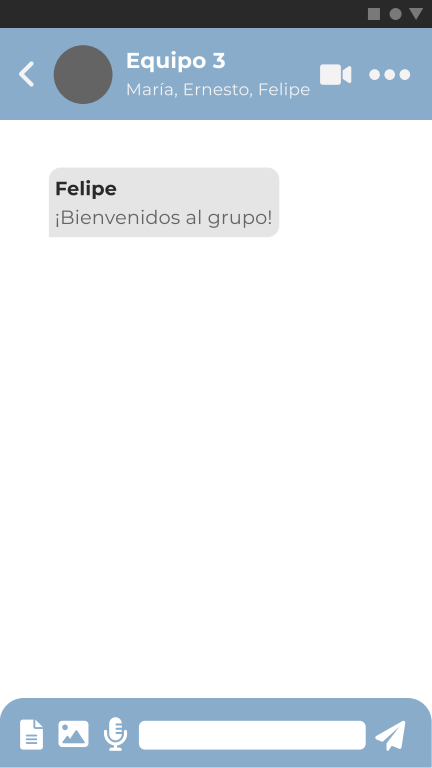 Equipo 3
María, Ernesto, Felipe
Felipe
¡Bienvenidos al grupo!